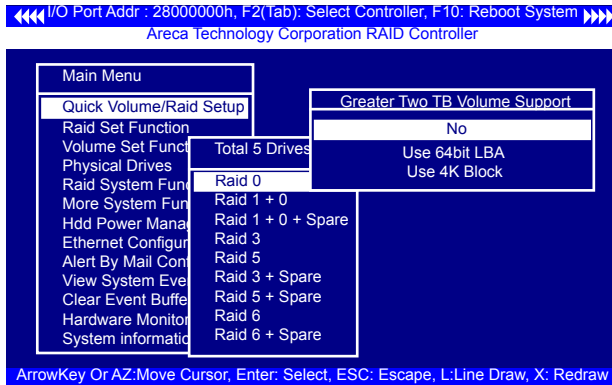 I/O Port Addr : 28000000h, F2(Tab): Select Controller, F10: Reboot System
Areca Technology Corporation RAID Controller
Main Menu
Quick Volume/Raid Setup
Raid Set Function
Volume Set Funct
Physical Drives
Raid System Fun
More System Fun
Hdd Power Mana
Ethernet Configur
Alert By Mail Con
View System Eve
Clear Event Buffe
Hardware Monitor
System informatio
Total 5 Drives
Raid 0
Raid 1 + 0
Raid 1 + 0 + Spare
Raid 3
Raid 5
Raid 3 + Spare
Raid 5 + Spare
Raid 6
Raid 6 + Spare
Greater Two TB Volume Support
No
Use 64bit LBA
Use 4K Block
ArrowKey Or AZ:Move Cursor, Enter: Select, ESC: Escape, L:Line Draw, X: Redraw